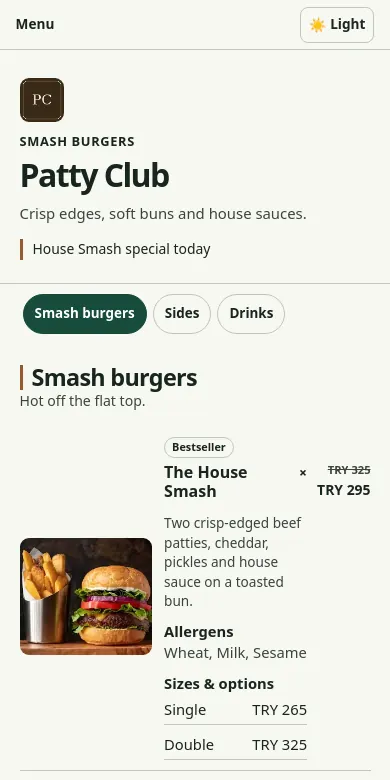 Menu
☀️ Light
PC
SMASH BURGERS
Patty Club
Crisp edges, soft buns and house sauces.
House Smash special today
Smash burgers
Sides
Drinks
Smash burgers
Hot off the flat top.
Bestseller
The House Smash
×
TRY 325
TRY 295
Two crisp-edged beef
patties, cheddar,
pickles and house
sauce on a toasted
bun.
Allergens
Wheat, Milk, Sesame
Sizes & options
Single TRY 265
Double TRY 325